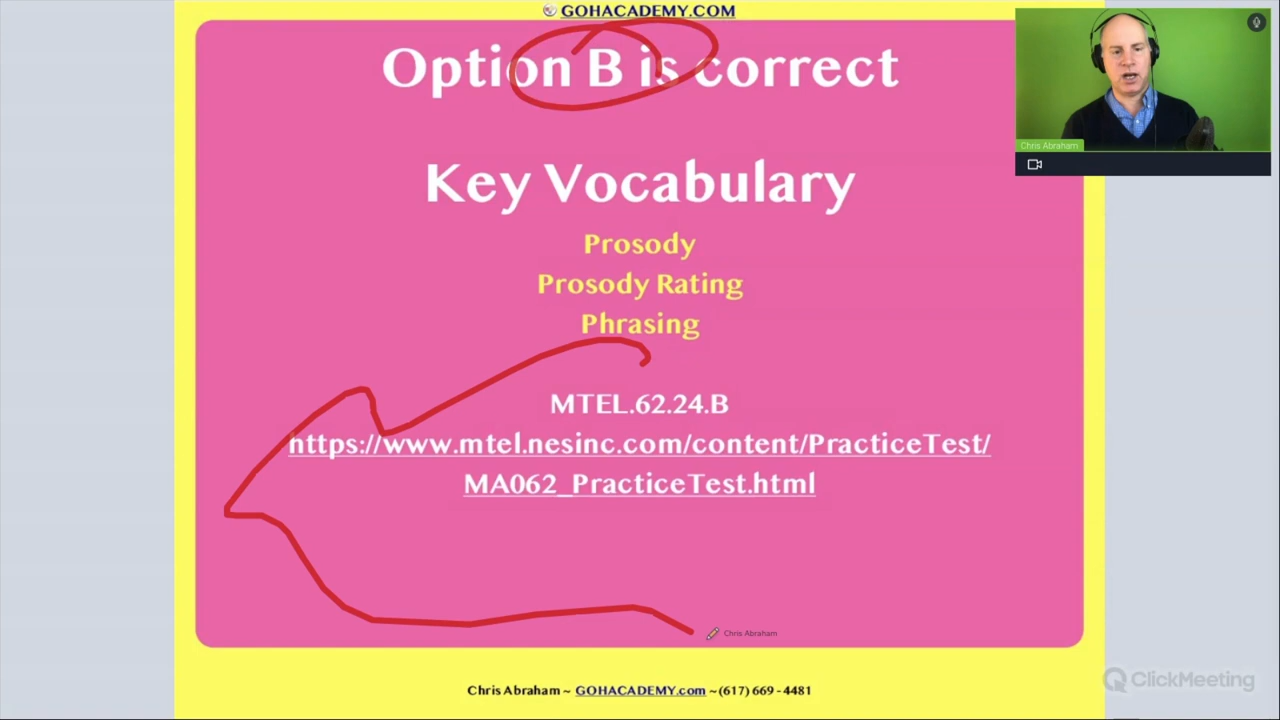 GOHACADEMY.COM
Option B is correct
Chris Abraham
Key Vocabulary
Prosody
Prosody Rating
Phrasing
MTEL.62.24.B
https://www.mtel.nesinc.com/content/PracticeTest/
MA062_PracticeTest.html
Chris Abraham
ClickMeeting
Chris Abraham ~ GOHACADEMY.com ~(617) 669 - 4481